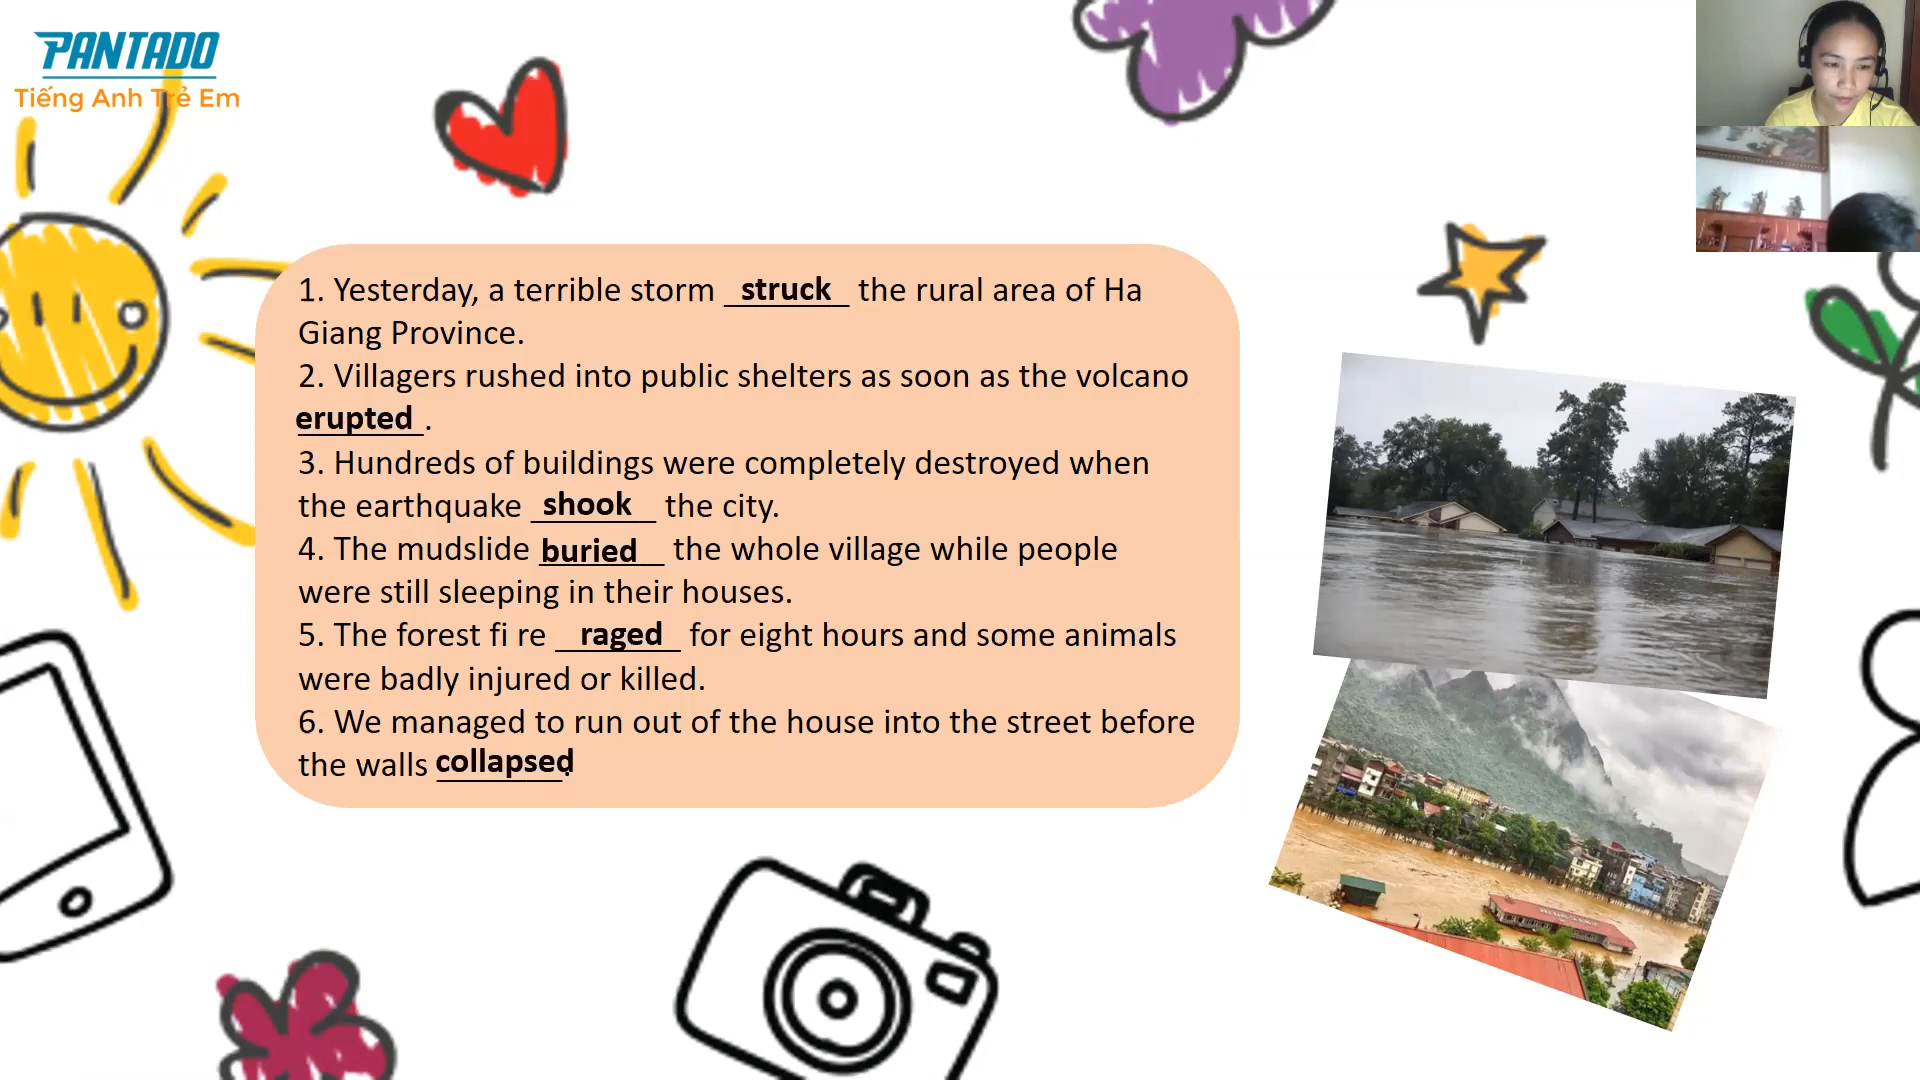 PANTADO
Tiếng Anh Trẻ Em
1. Yesterday, a terrible storm struck the rural area of Ha
Giang Province.
2. Villagers rushed into public shelters as soon as the volcano
erupted.
3. Hundreds of buildings were completely destroyed when
the earthquake shook the city.
4. The mudslide buried the whole village while people
were still sleeping in their houses.
5. The forest fi re raged for eight hours and some animals
were badly injured or killed.
6. We managed to run out of the house into the street before
the walls collapsed.